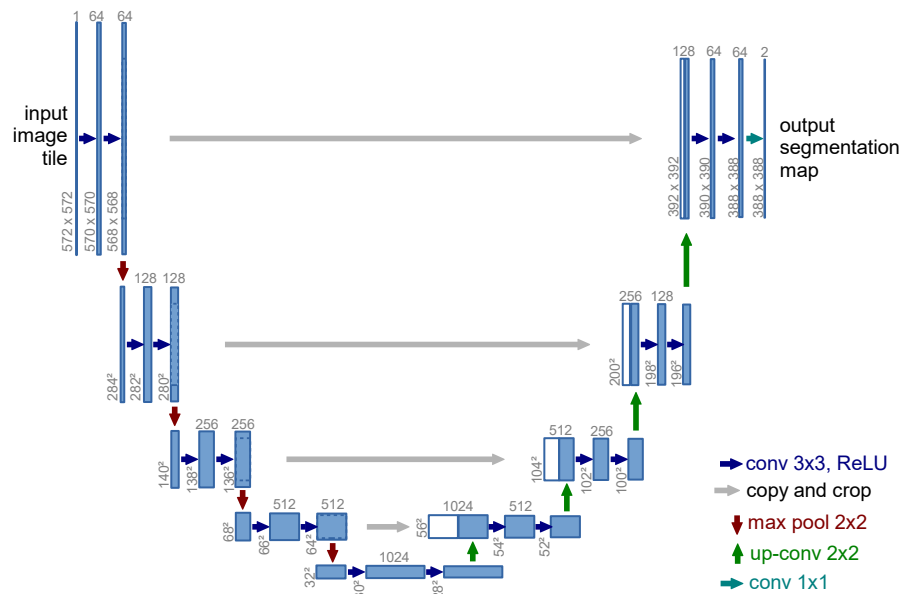 1 64 64
128 64 64 2
input
image
tile
output
segmentation
map
572 x 572
570 x 570
568 x 568
392 x 392
390 x 390
388 x 388
388 x 388
128 128
256 128
284²
282²
280²
200²
198²
196²
256 256
512 256
140²
138²
136²
104²
102²
100²
512 512
1024 512
68²
66²
64²
56²
54²
52²
1024
32²
conv 3x3, ReLU
copy and crop
max pool 2x2
up-conv 2x2
conv 1x1